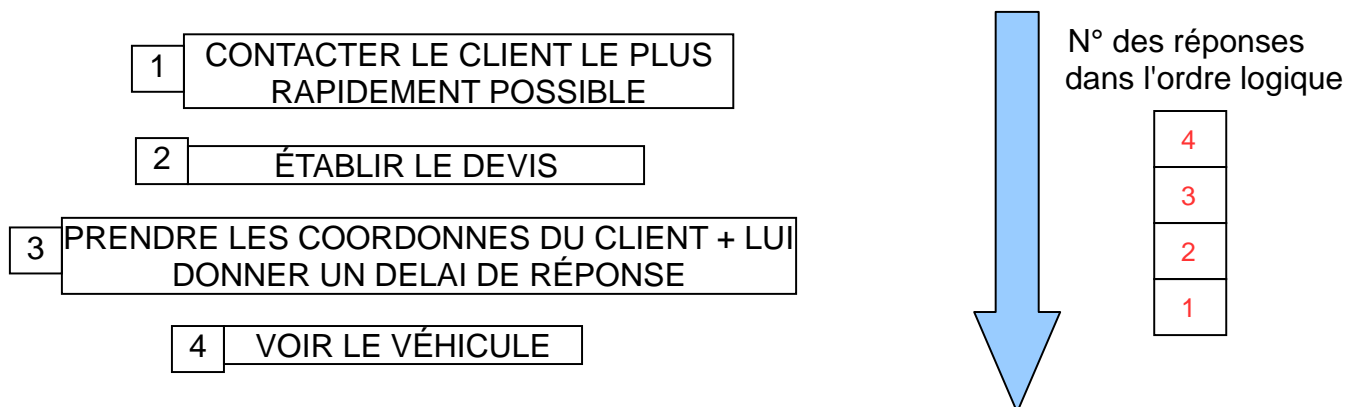 1
CONTACTER LE CLIENT LE PLUS
RAPIDEMENT POSSIBLE
2
ÉTABLIR LE DEVIS
3
PRENDRE LES COORDONNES DU CLIENT + LUI
DONNER UN DELAI DE RÉPONSE
4
VOIR LE VÉHICULE
N° des réponses
dans l'ordre logique
4
3
2
1